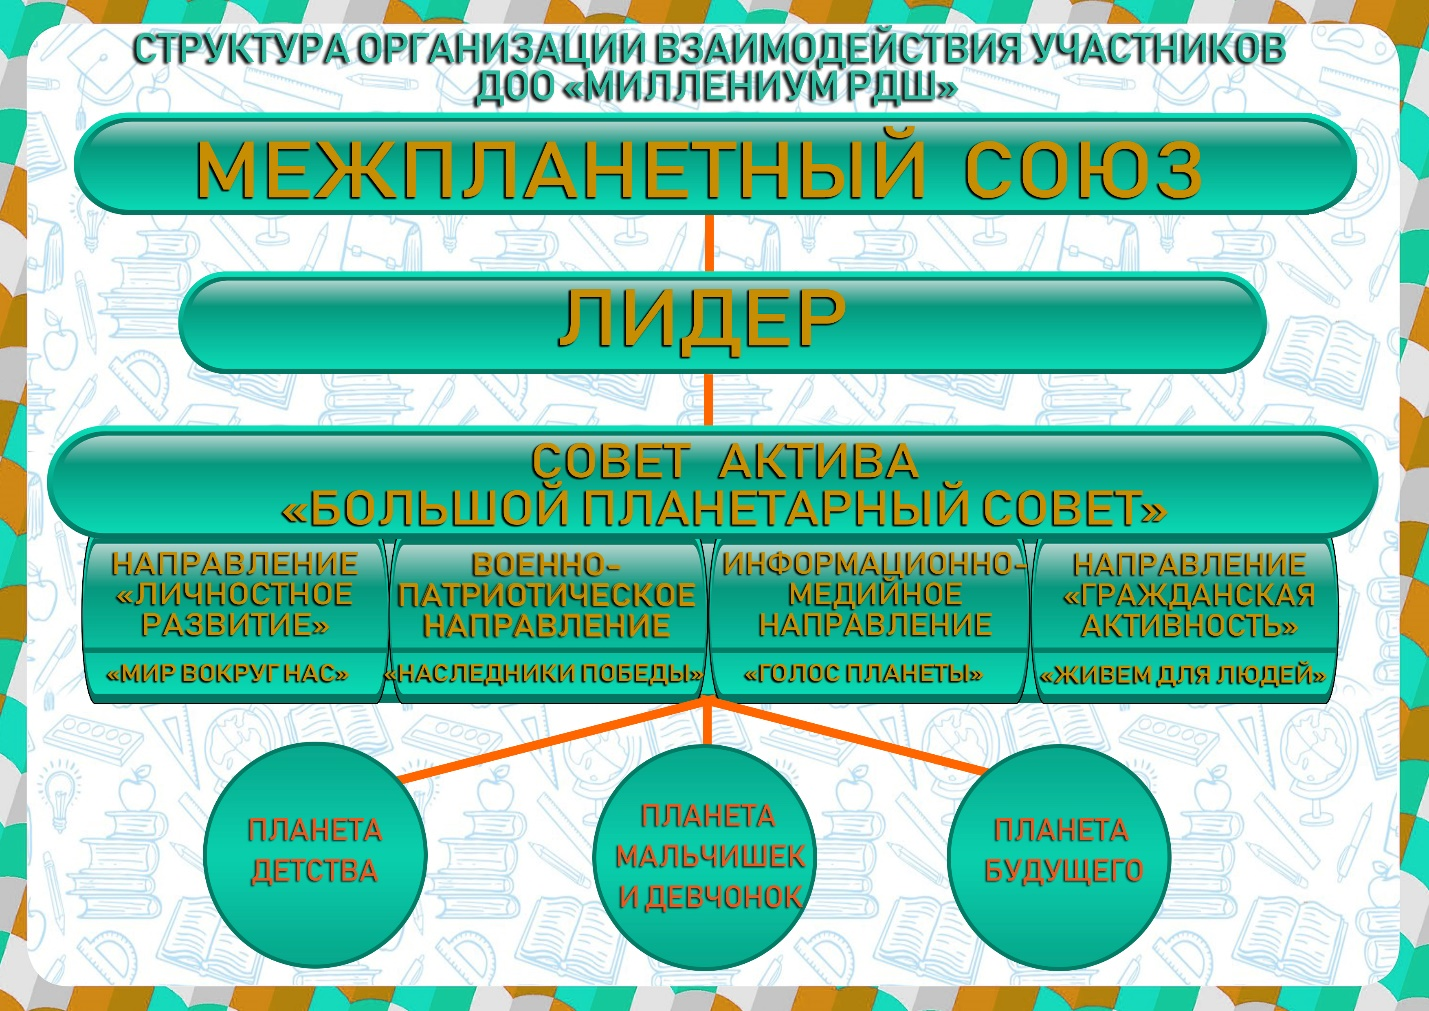 СТРУКТУРА ОРГАНИЗАЦИИ ВЗАИМОДЕЙСТВИЯ УЧАСТНИКОВ
ДОО «МИЛЛЕНИУМ РДШ»
МЕЖПЛАНЕТНЫЙ СОЮЗ
ЛИДЕР
СОВЕТ АКТИВА
«БОЛЬШОЙ ПЛАНЕТАРНЫЙ СОВЕТ»
НАПРАВЛЕНИЕ
«ЛИЧНОСТНОЕ
РАЗВИТИЕ»
«МИР ВОКРУГ НАС»
ВОЕННО-
ПАТРИОТИЧЕСКОЕ
НАПРАВЛЕНИЕ
«НАСЛЕДНИКИ ПОБЕДЫ»
ИНФОРМАЦИОННО-
МЕДИЙНОЕ
НАПРАВЛЕНИЕ
«ГОЛОС ПЛАНЕТЫ»
НАПРАВЛЕНИЕ
«ГРАЖДАНСКАЯ
АКТИВНОСТЬ»
«ЖИВЕМ ДЛЯ ЛЮДЕЙ»
ПЛАНЕТА
ДЕТСТВА
ПЛАНЕТА
МАЛЬЧИШЕК
И ДЕВЧОНОК
ПЛАНЕТА
БУДУЩЕГО